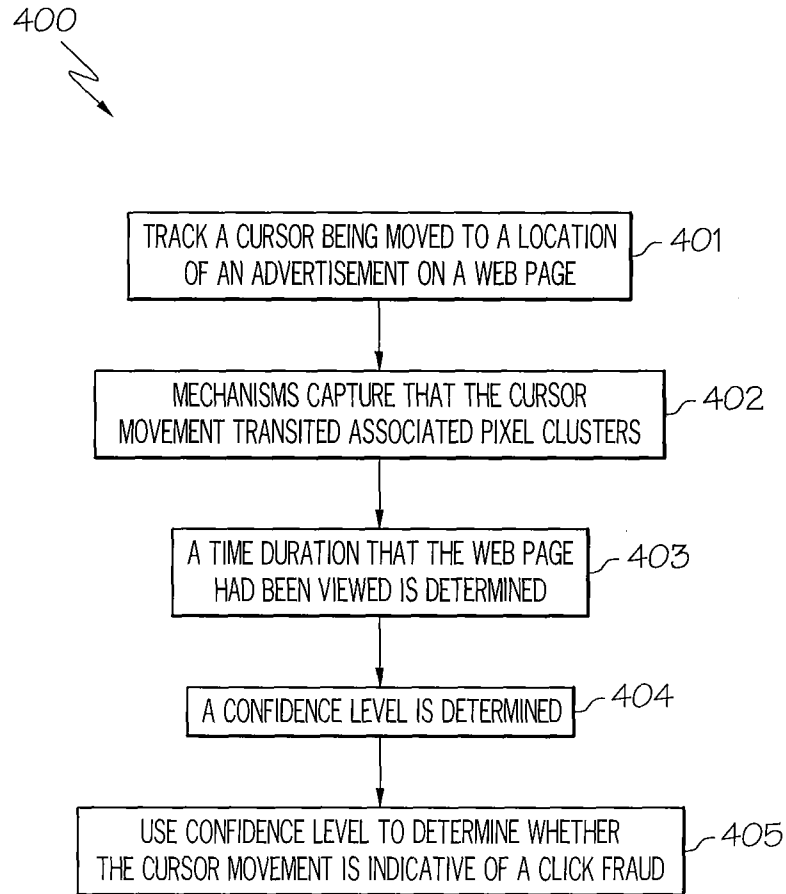 400
TRACK A CURSOR BEING MOVED TO A LOCATION
OF AN ADVERTISEMENT ON A WEB PAGE
401
MECHANISMS CAPTURE THAT THE CURSOR
MOVEMENT TRANSITED ASSOCIATED PIXEL CLUSTERS
402
A TIME DURATION THAT THE WEB PAGE
HAD BEEN VIEWED IS DETERMINED
403
A CONFIDENCE LEVEL IS DETERMINED
404
USE CONFIDENCE LEVEL TO DETERMINE WHETHER
THE CURSOR MOVEMENT IS INDICATIVE OF A CLICK FRAUD
405